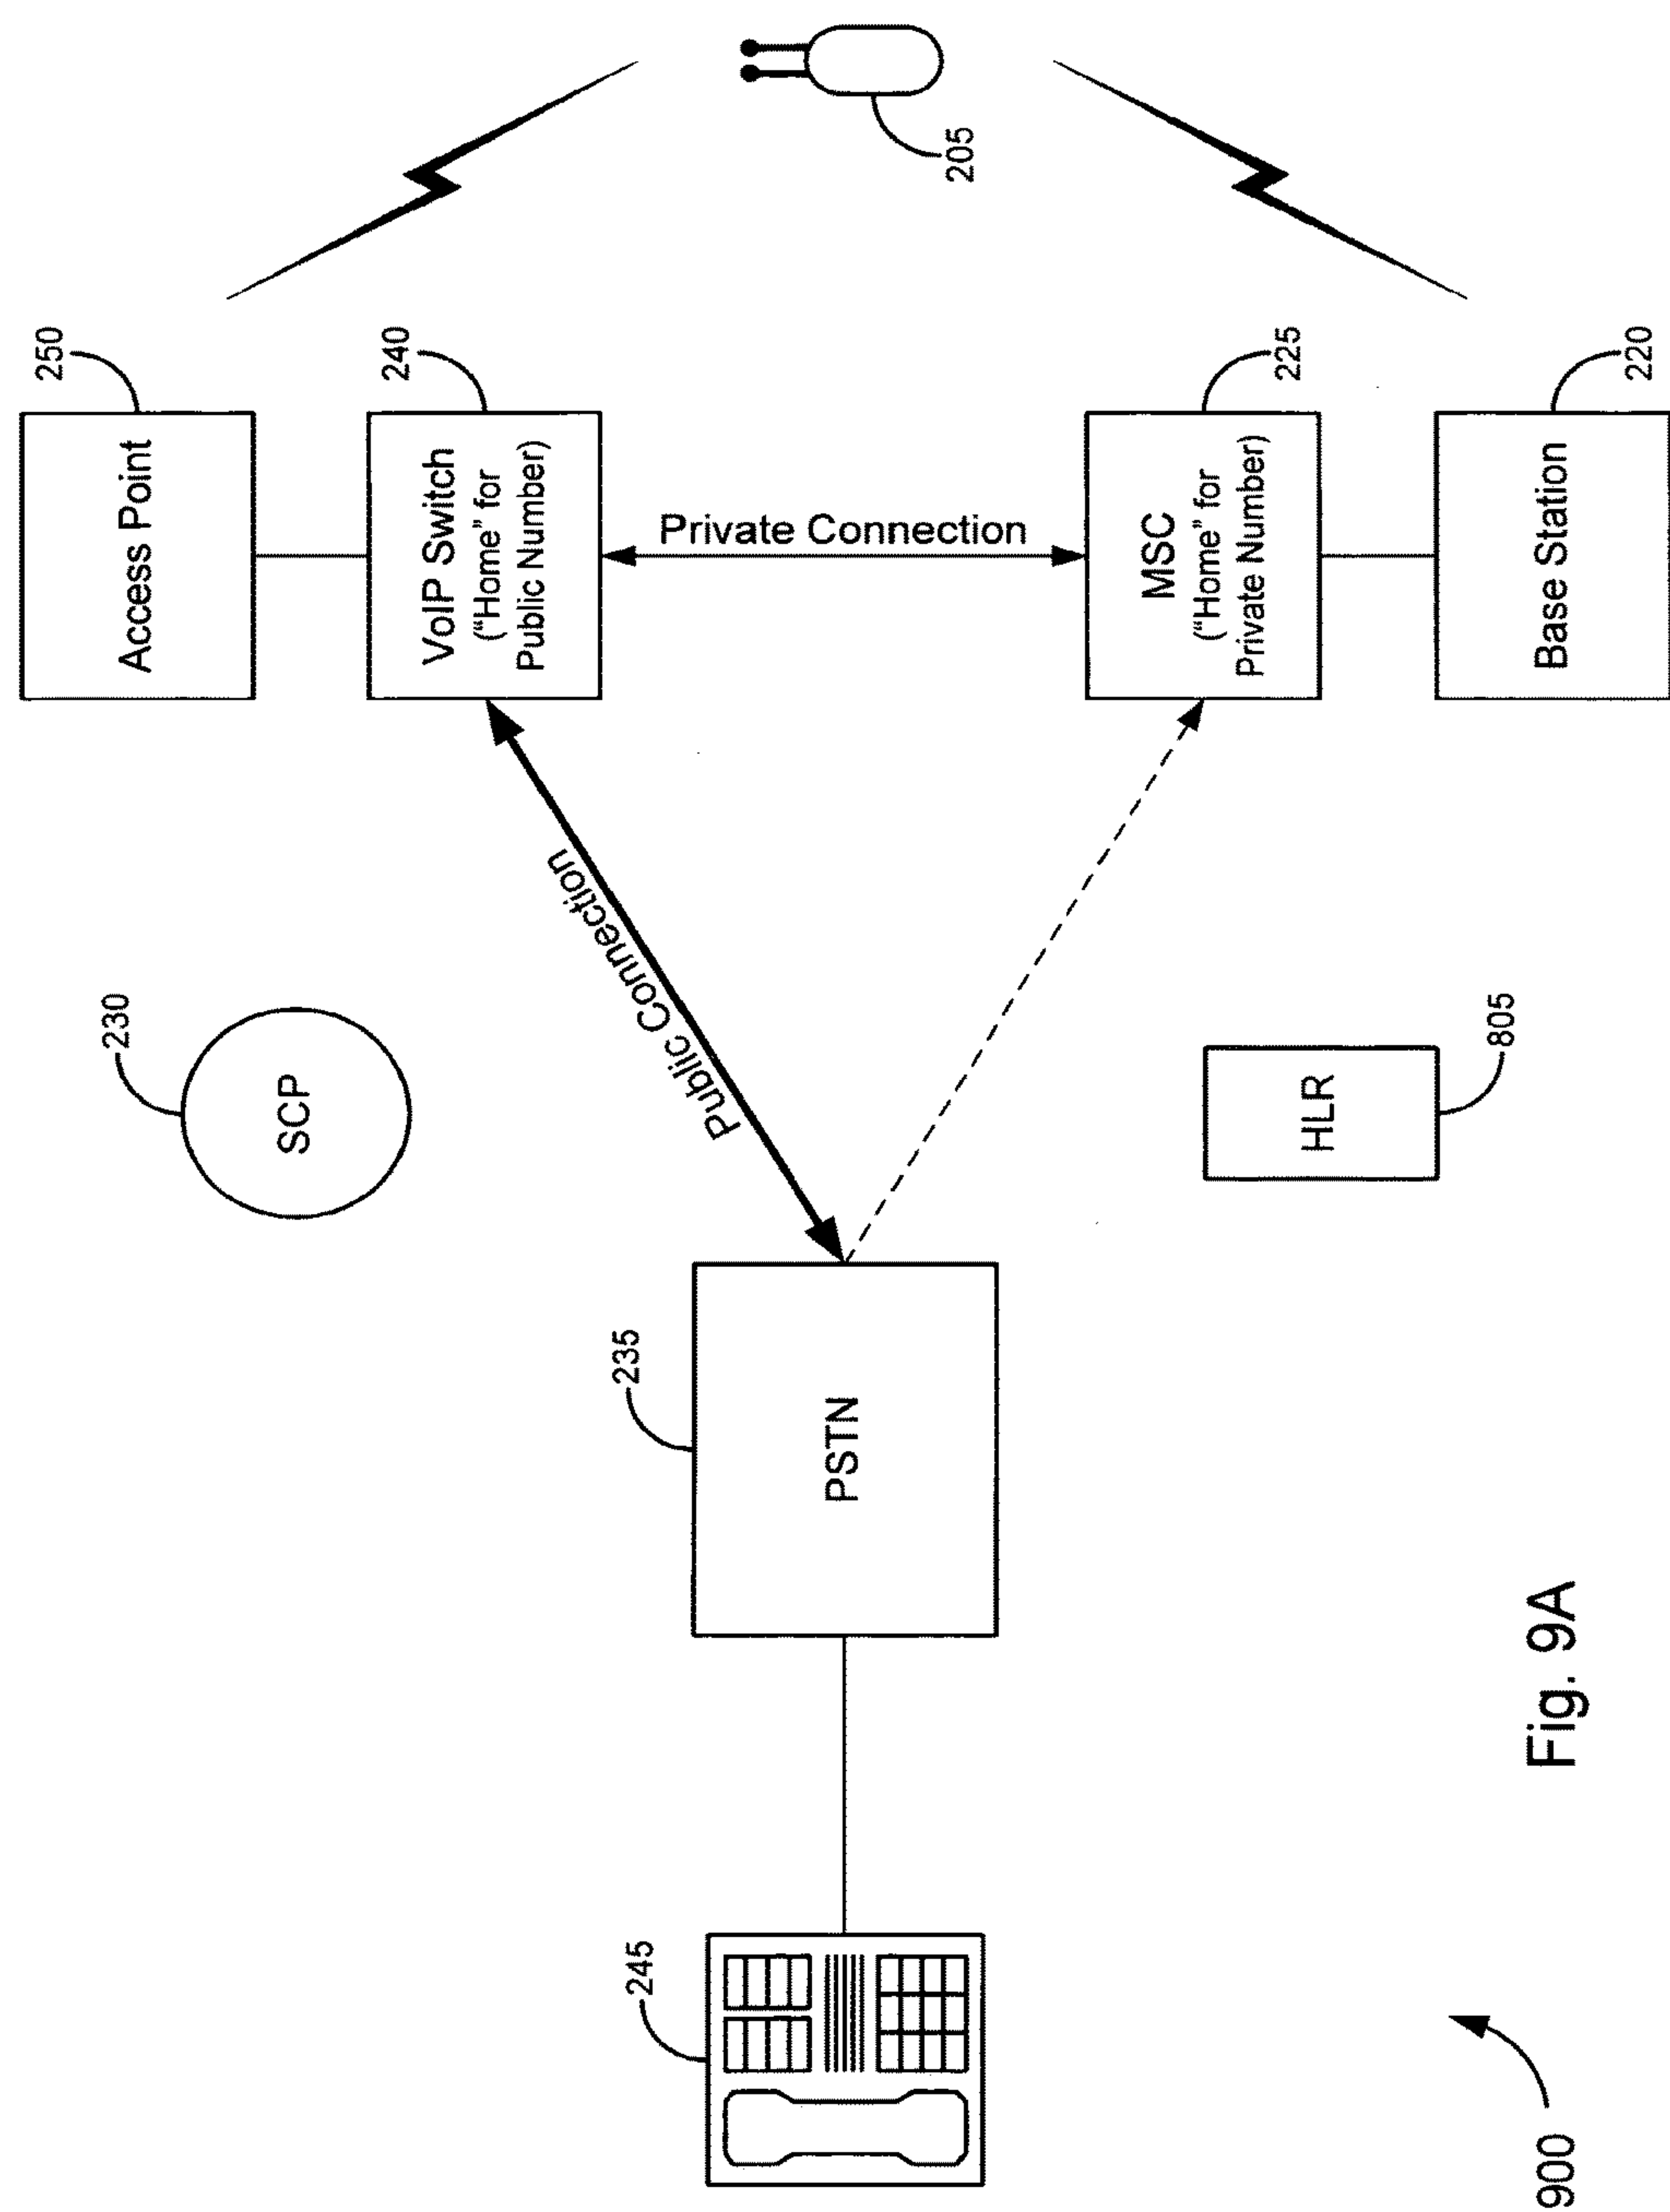 250
Access Point
240
VoIP Switch
(“Home” for
Public Number)
Private Connection
205
225
MSC
(“Home” for
Private Number)
220
Base Station
Public Connection
230
SCP
805
HLR
235
PSTN
245
Fig. 9A
900